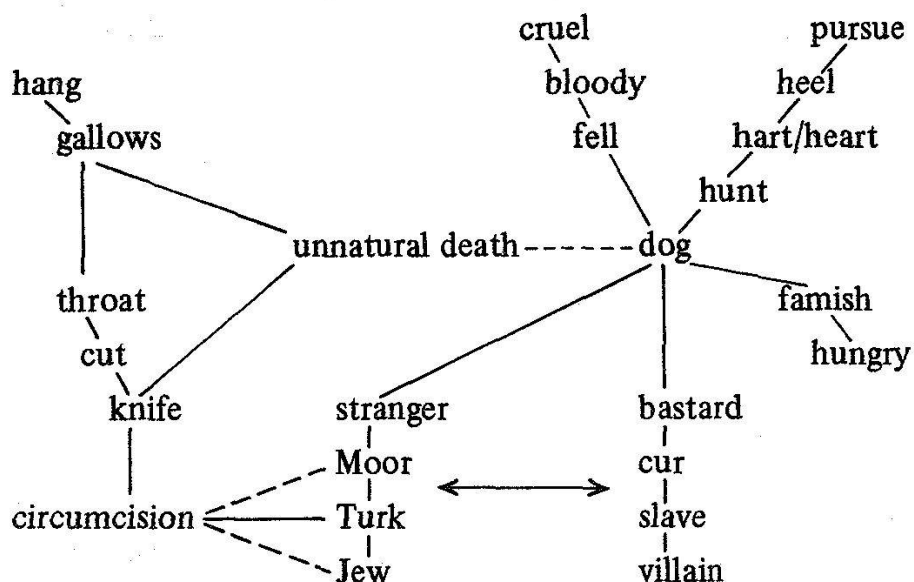 cruel pursue
hang bloody heel
gallows fell hart/heart
hunt
unnatural death dog
throat famish
cut hungry
knife stranger bastard
Moor cur
circumcision Turk slave
Jew villain